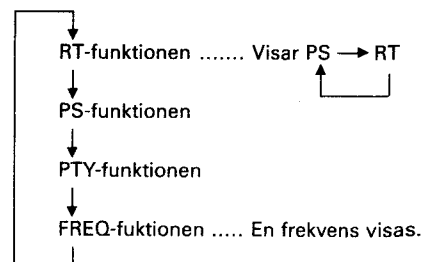 RT-funktionen ....... Visar PS → RT
PS-funktionen
PTY-funktionen
FREQ-fuktionen ..... En frekvens visas.